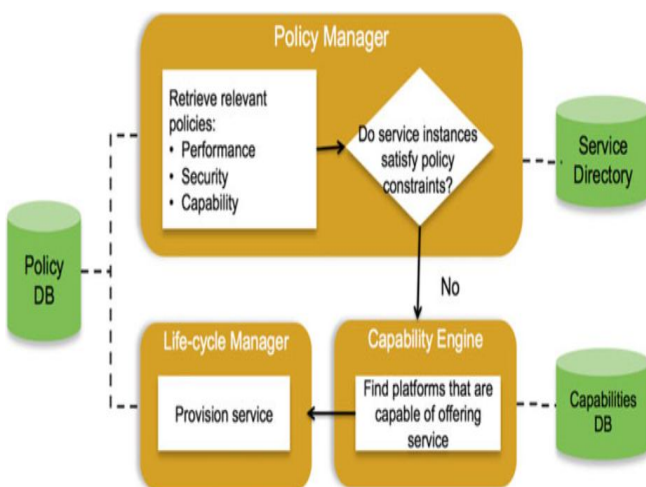 Policy Manager
Retrieve relevant
policies:
• Performance
• Security
• Capability
Do service instances
satisfy policy
constraints?
Service
Directory
Policy
DB
No
Life-cycle Manager
Provision service
Capability Engine
Find platforms that are
capable of offering
service
Capabilities
DB